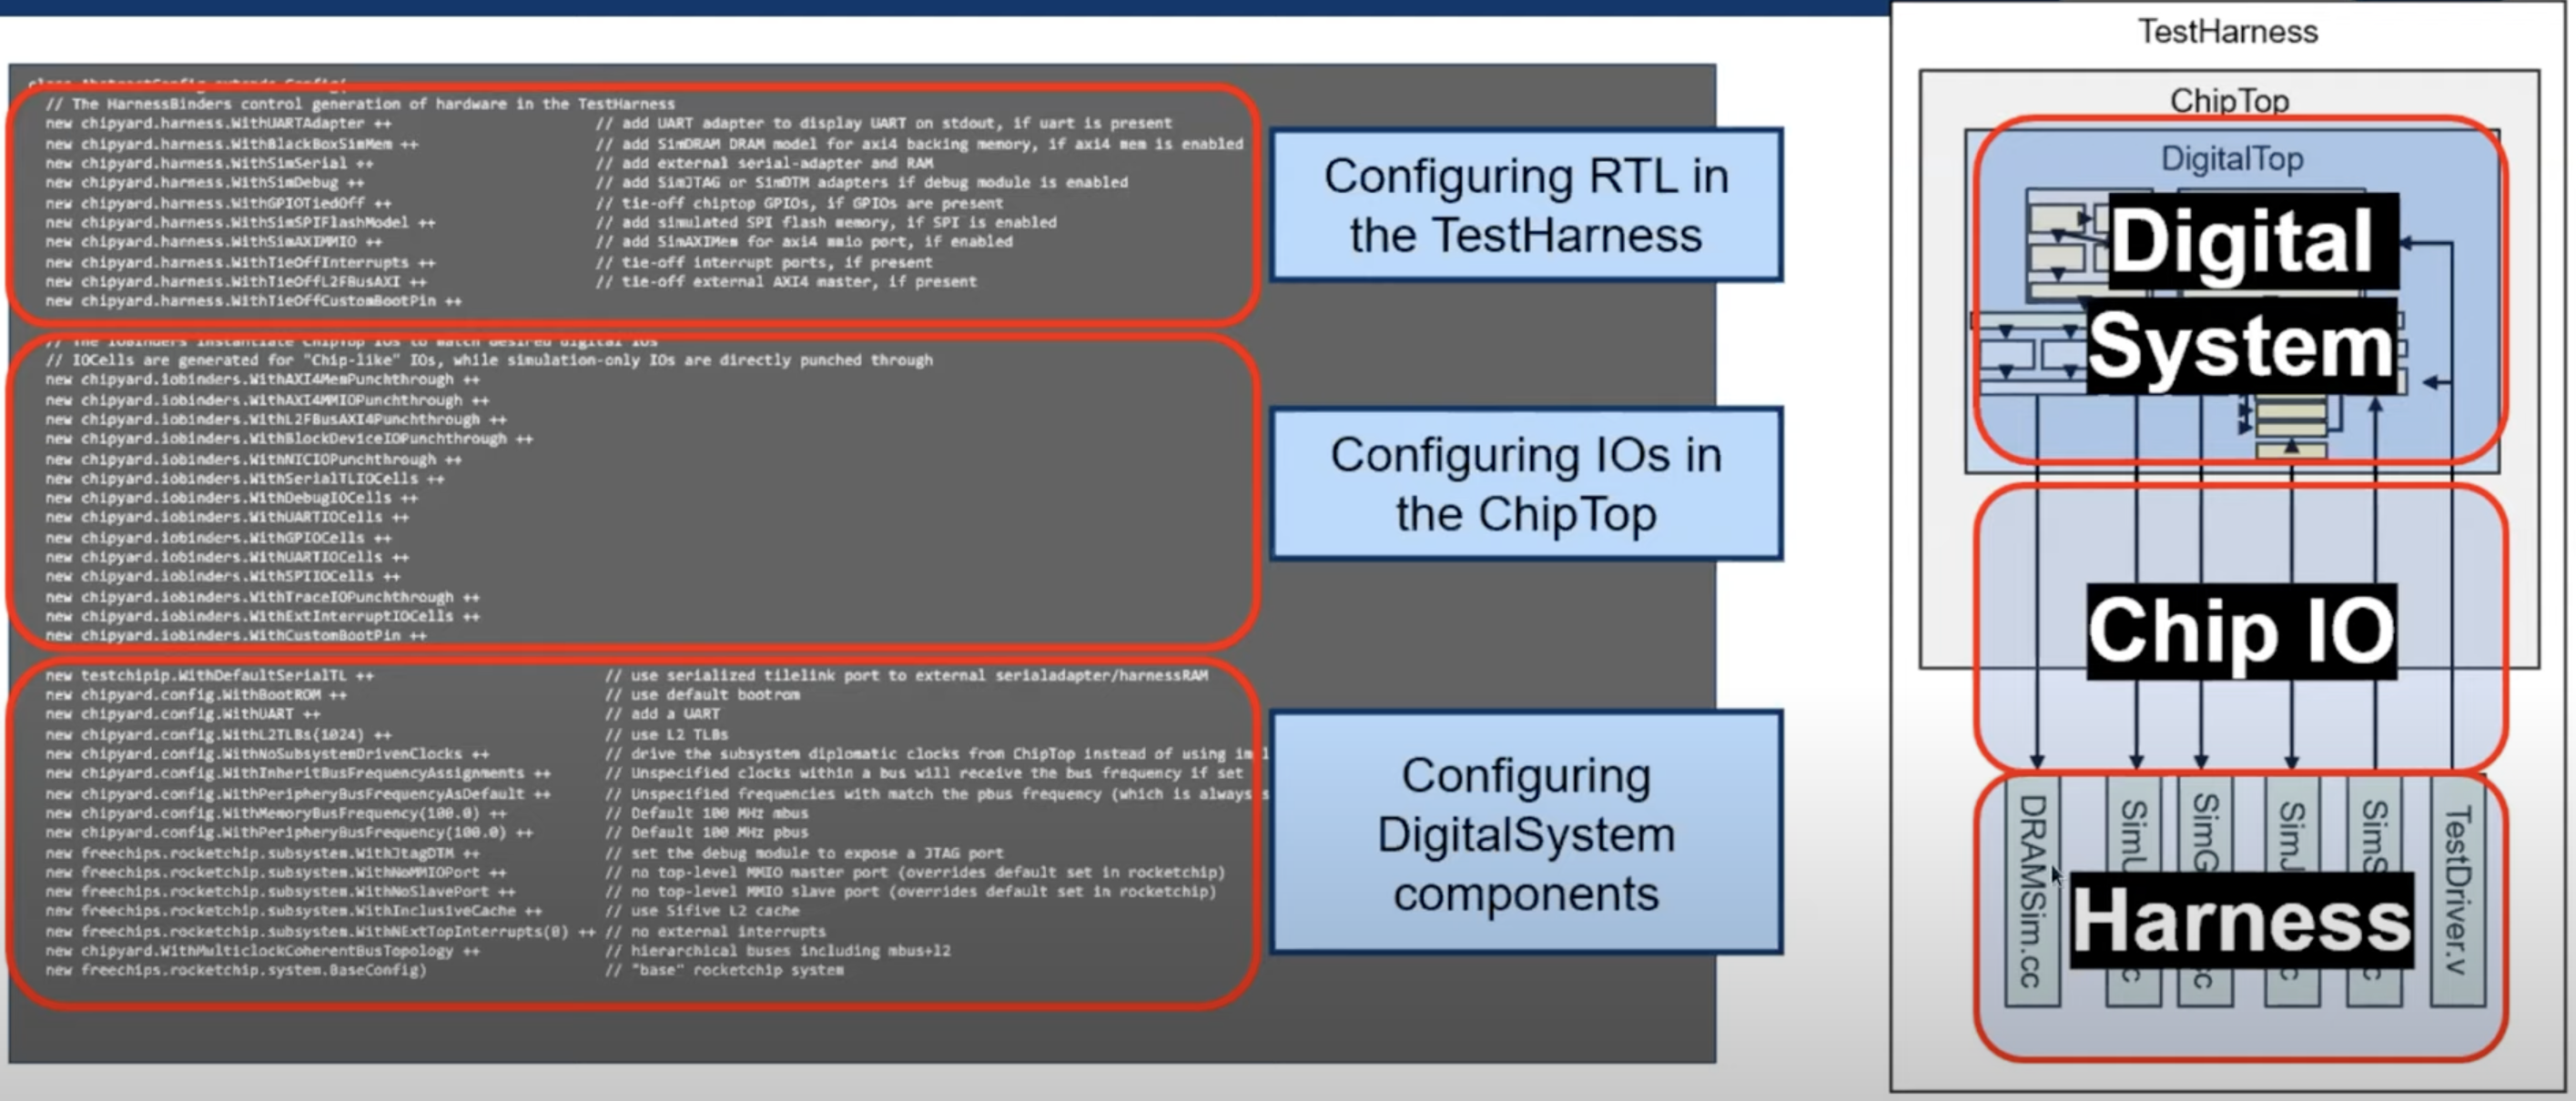 class AbstractConfig extends Config(
// The HarnessBinders control generation of hardware in the TestHarness
new chipyard.harness.WithUARTAdapter ++ // add UART adapter to display UART on stdout, if uart is present
new chipyard.harness.WithBlackBoxSimMem ++ // add SimDRAM DRAM model for axi4 backing memory, if axi4 mem is enabled
new chipyard.harness.WithSimSerial ++ // add external serial-adapter and RAM
new chipyard.harness.WithSimDebug ++ // add SimJTAG or SimDTM adapters if debug module is enabled
new chipyard.harness.WithGPIOTiedOff ++ // tie-off chiptop GPIOs, if GPIOs are present
new chipyard.harness.WithSimSPIFlashModel ++ // add simulated SPI flash memory, if SPI is enabled
new chipyard.harness.WithSimAXIMMIO ++ // add SimAXIMem for axi4 mmio port, if enabled
new chipyard.harness.WithTieOffInterrupts ++ // tie-off interrupt ports, if present
new chipyard.harness.WithTieOffL2FBusAXI ++ // tie-off external AXI4 master, if present
new chipyard.harness.WithTieOffCustomBootPin ++
// The IOBinders instantiate ChipTop IOs to match desired digital IOs
// IOCells are generated for "Chip-like" IOs, while simulation-only IOs are directly punched through
new chipyard.iobinders.WithAXI4MemPunchthrough ++
new chipyard.iobinders.WithAXI4MMIOPunchthrough ++
new chipyard.iobinders.WithL2FBusAXI4Punchthrough ++
new chipyard.iobinders.WithBlockDeviceIOPunchthrough ++
new chipyard.iobinders.WithNICIOPunchthrough ++
new chipyard.iobinders.WithSerialTLIOCells ++
new chipyard.iobinders.WithDebugIOCells ++
new chipyard.iobinders.WithUARTIOCells ++
new chipyard.iobinders.WithGPIOCells ++
new chipyard.iobinders.WithUARTIOCells ++
new chipyard.iobinders.WithSPIIOCells ++
new chipyard.iobinders.WithTraceIOPunchthrough ++
new chipyard.iobinders.WithExtInterruptIOCells ++
new chipyard.iobinders.WithCustomBootPin ++
new testchipip.WithDefaultSerialTL ++ // use serialized tilelink port to external serialadapter/harnessRAM
new chipyard.config.WithBootROM ++ // use default bootrom
new chipyard.config.WithUART ++ // add a UART
new chipyard.config.WithL2TLBs(1024) ++ // use L2 TLBs
new chipyard.config.WithNoSubsystemDrivenClocks ++ // drive the subsystem diplomatic clocks from ChipTop instead of using
new chipyard.config.WithInheritBusFrequencyAssignments ++ // Unspecified clocks within a bus will receive the bus frequency if set
new chipyard.config.WithPeripheryBusFrequencyAsDefault ++ // Unspecified frequencies with match the pbus frequency (which is always s
new chipyard.config.WithMemoryBusFrequency(100.0) ++ // Default 100 MHz mbus
new chipyard.config.WithPeripheryBusFrequency(100.0) ++ // Default 100 MHz pbus
new freechips.rocketchip.subsystem.WithJtagDTM ++ // set the debug module to expose a JTAG port
new freechips.rocketchip.subsystem.WithNoMMIOPort ++ // no top-level MMIO master port (overrides default set in rocketchip)
new freechips.rocketchip.subsystem.WithNoSlavePort ++ // no top-level MMIO slave port (overrides default set in rocketchip)
new freechips.rocketchip.subsystem.WithInclusiveCache ++ // use Sifive L2 cache
new freechips.rocketchip.subsystem.WithNExtTopInterrupts(0) ++ // no external interrupts
new chipyard.WithMulticlockCoherentBusTopology ++ // hierarchical buses including mbus+l2
new freechips.rocketchip.system.BaseConfig) // "base" rocketchip system
Configuring RTL in
the TestHarness
Configuring IOs in
the ChipTop
Configuring
DigitalSystem
components
TestHarness
ChipTop
DigitalTop
Digital
System
Chip IO
DRAMSim.cc
TestDriver.v
Harness